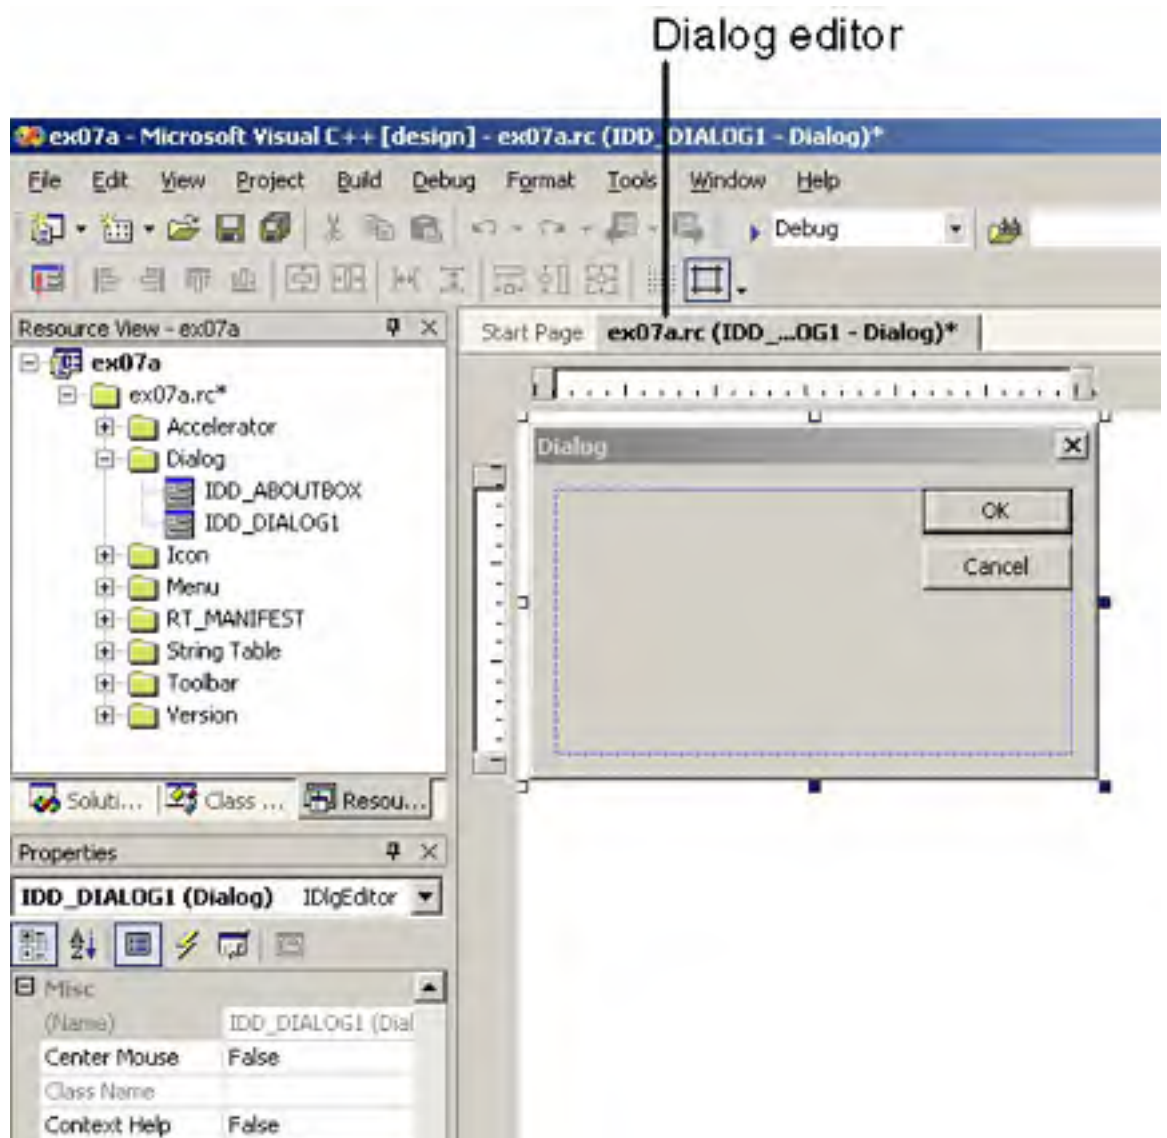 Dialog editor
ex07a - Microsoft Visual C++ [design] - ex07a.rc (IDD_DIALOG1 - Dialog)*
File Edit View Project Build Debug Format Tools Window Help
Debug
Resource View - ex07a
Start Page ex07a.rc (IDD_...OG1 - Dialog)*
ex07a
ex07a.rc*
Accelerator
Dialog
IDD_ABOUTBOX
IDD_DIALOG1
Icon
Menu
RT_MANIFEST
String Table
Toolbar
Version
Dialog
OK
Cancel
Soluti... Class ... Resou...
Properties
IDD_DIALOG1 (Dialog) IDlgEditor
Misc
(Name) IDD_DIALOG1 (Dial
Center Mouse False
Class Name
Context Help False